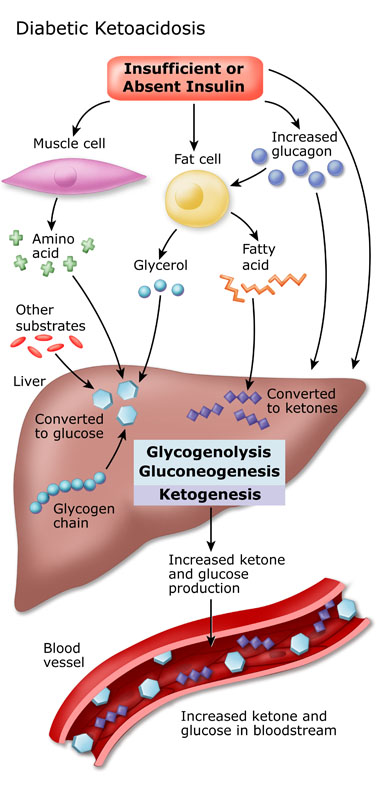 Diabetic Ketoacidosis
Insufficient or
Absent Insulin
Muscle cell
Fat cell
Increased
glucagon
Amino
acid
Glycerol
Fatty
acid
Other
substrates
Liver
Converted
to glucose
Converted
to ketones
Glycogenolysis
Gluconeogenesis
Ketogenesis
Glycogen
chain
Increased ketone
and glucose
production
Blood
vessel
Increased ketone and
glucose in bloodstream